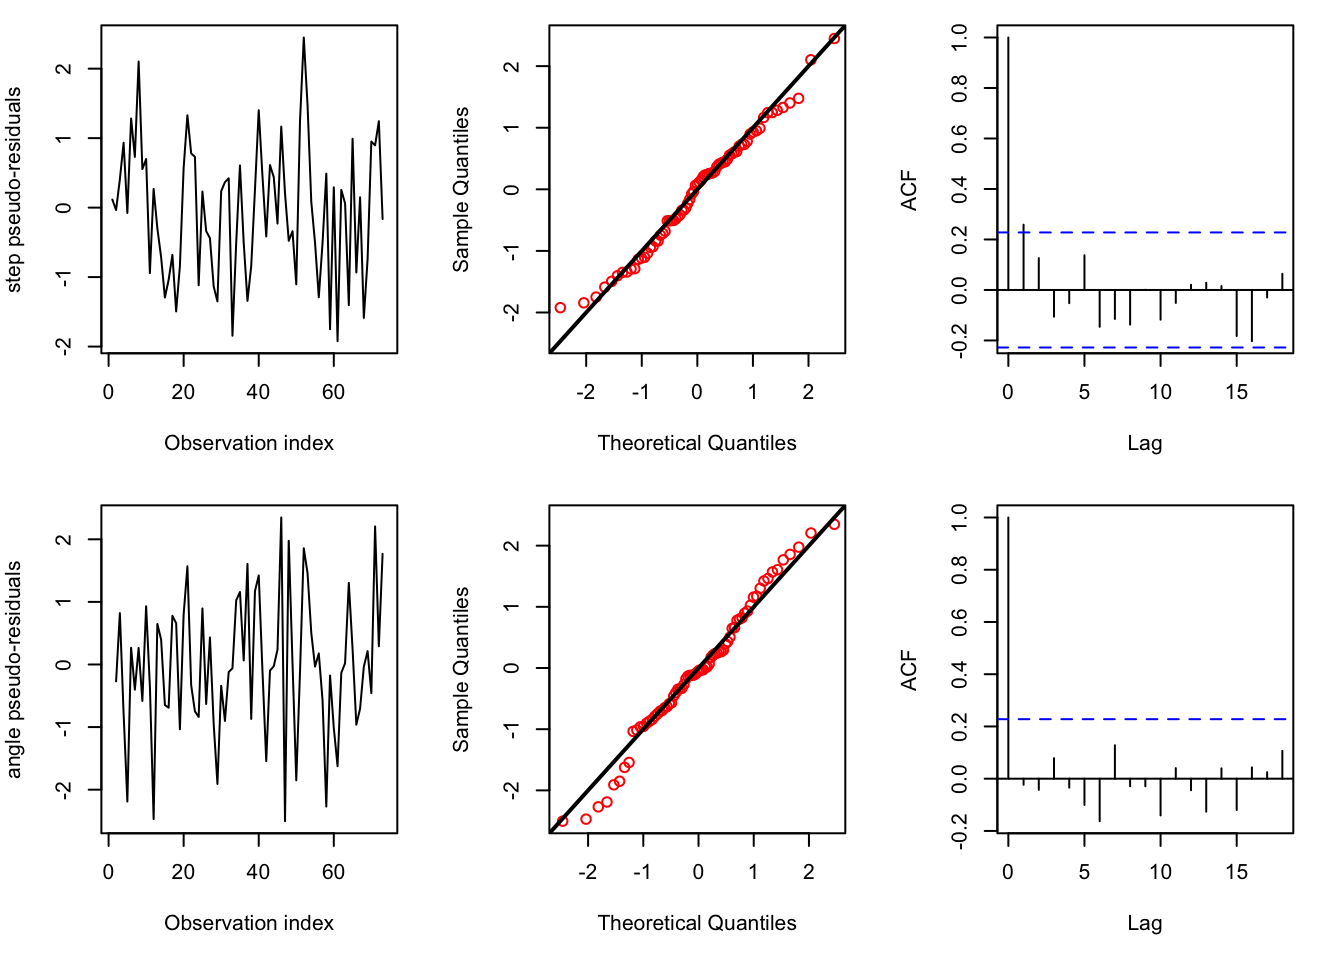 step pseudo-residuals
-2 -1 0 1 2
0 20 40 60
Observation index
Sample Quantiles
-2 -1 0 1 2
-2 -1 0 1 2
Theoretical Quantiles
ACF
-0.2 0.0 0.2 0.4 0.6 0.8 1.0
0 5 10 15
Lag
angle pseudo-residuals
-2 -1 0 1 2
0 20 40 60
Observation index
Sample Quantiles
-2 -1 0 1 2
-2 -1 0 1 2
Theoretical Quantiles
ACF
-0.2 0.0 0.2 0.4 0.6 0.8 1.0
0 5 10 15
Lag